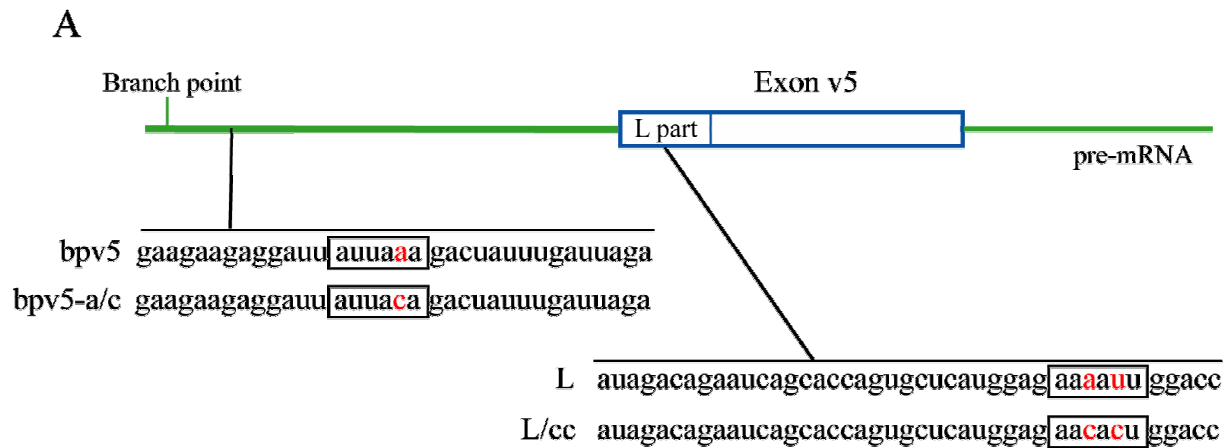 A
Branch point
Exon v5
L part
pre-mRNA
bpv5 gaagaagaggauu auuaaa gacuauuugauuaga
bpv5-a/c gaagaagaggauu auuaca gacuauuugauuaga
L auagacagaaucagcaccagugcucauggag aaaauu ggacc
L/cc auagacagaaucagcaccagugcucauggag aacacu ggacc